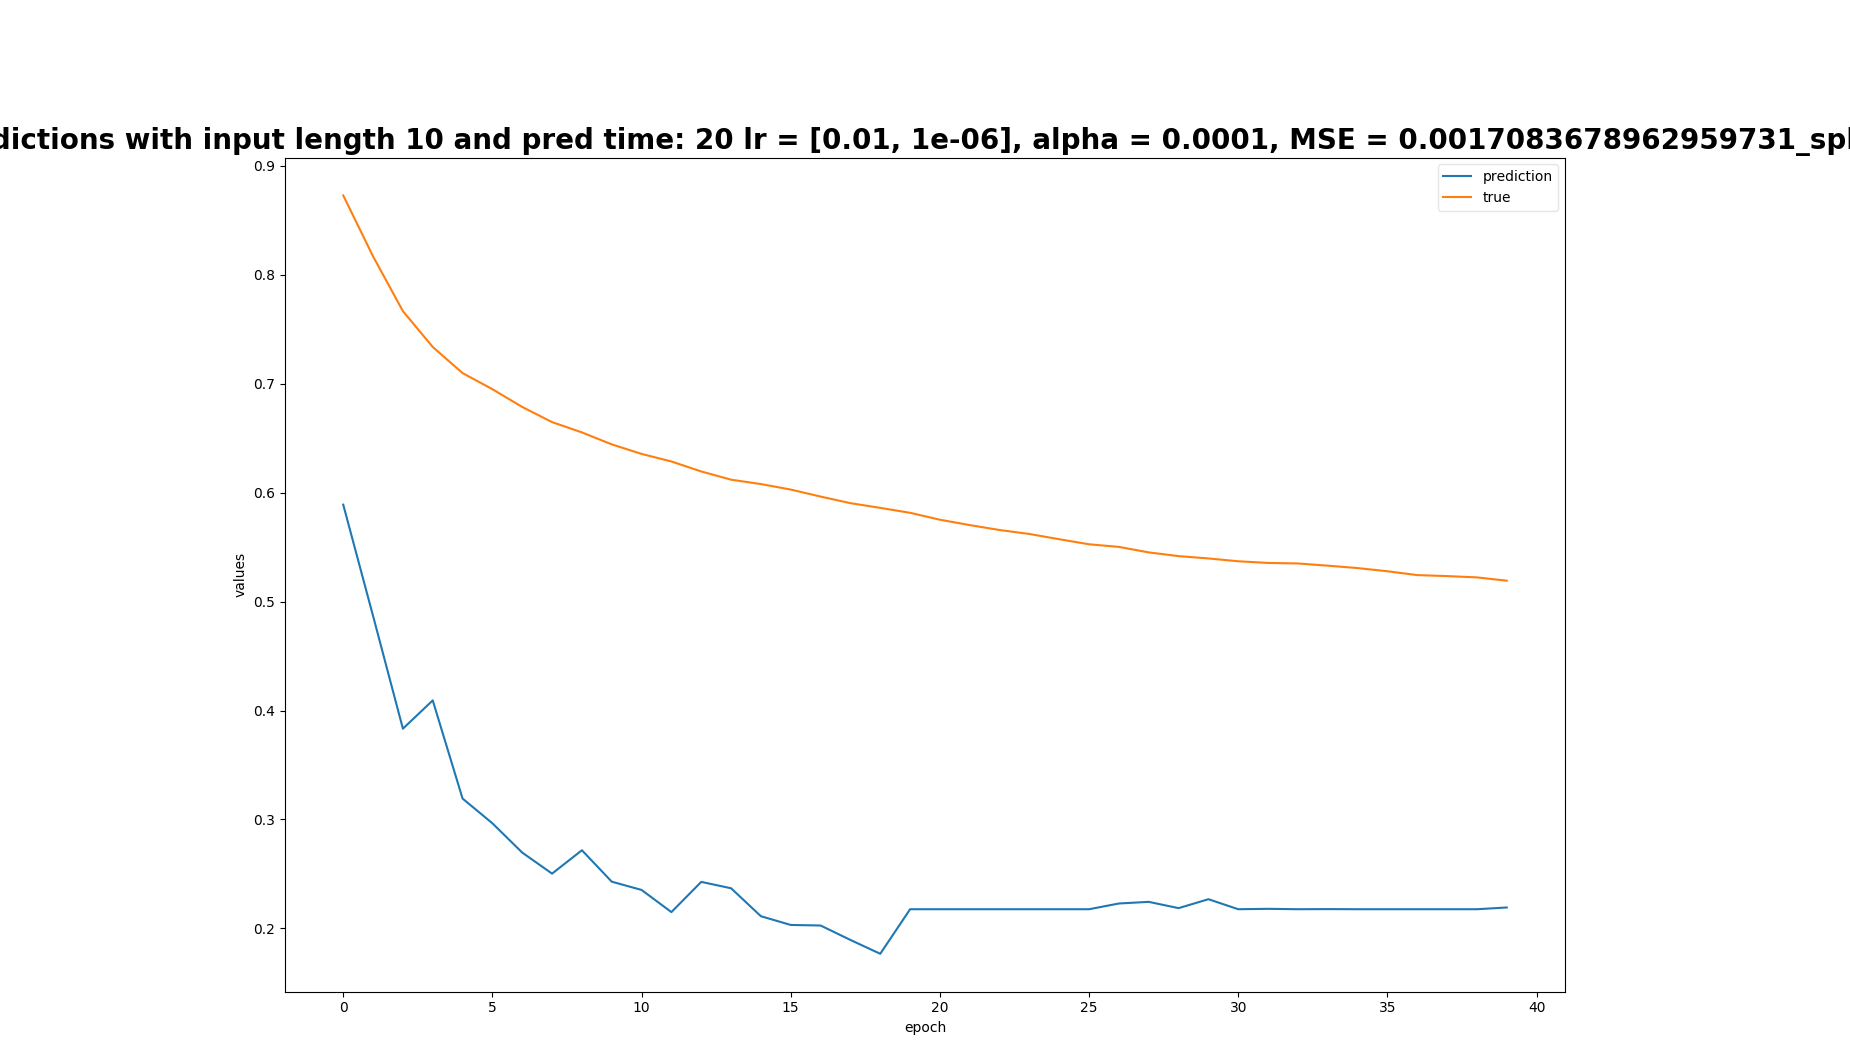 dictions with input length 10 and pred time: 20 lr = [0.01, 1e-06], alpha = 0.0001, MSE = 0.0017083678962959731_spl
prediction
true
0.9
0.8
0.7
0.6
0.5
0.4
0.3
0.2
values
0 5 10 15 20 25 30 35 40
epoch